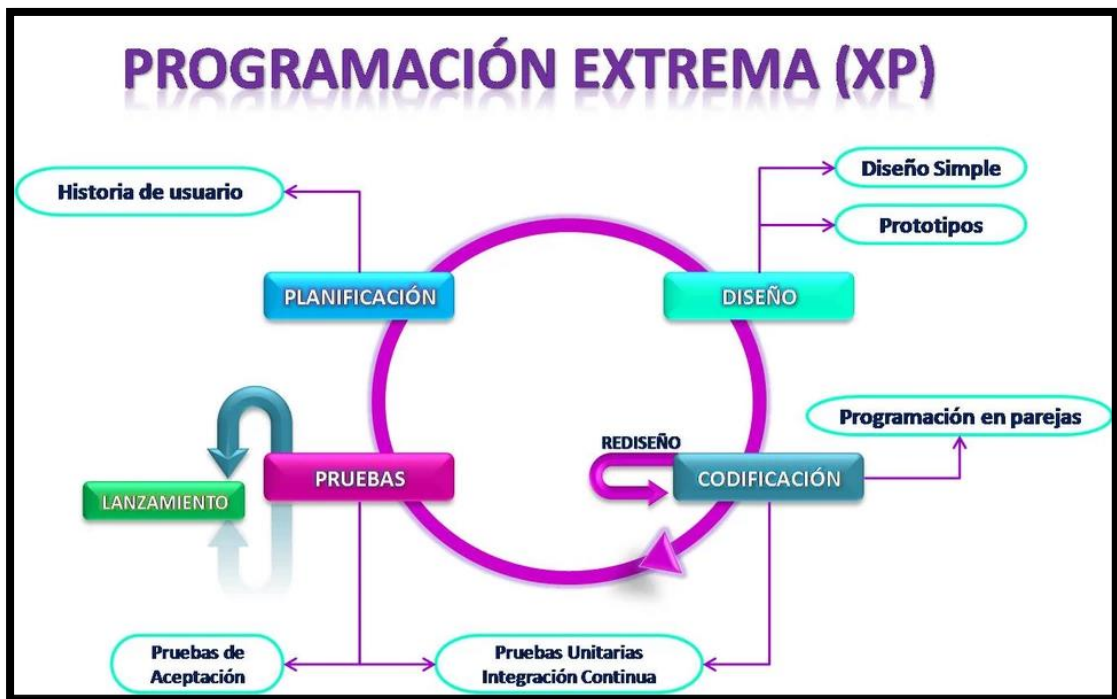 PROGRAMACIÓN EXTREMA (XP)
Historia de usuario
Diseño Simple
Prototipos
PLANIFICACIÓN
DISEÑO
Programación en parejas
REDISEÑO
PRUEBAS
CODIFICACIÓN
LANZAMIENTO
Pruebas de
Aceptación
Pruebas Unitarias
Integración Continua